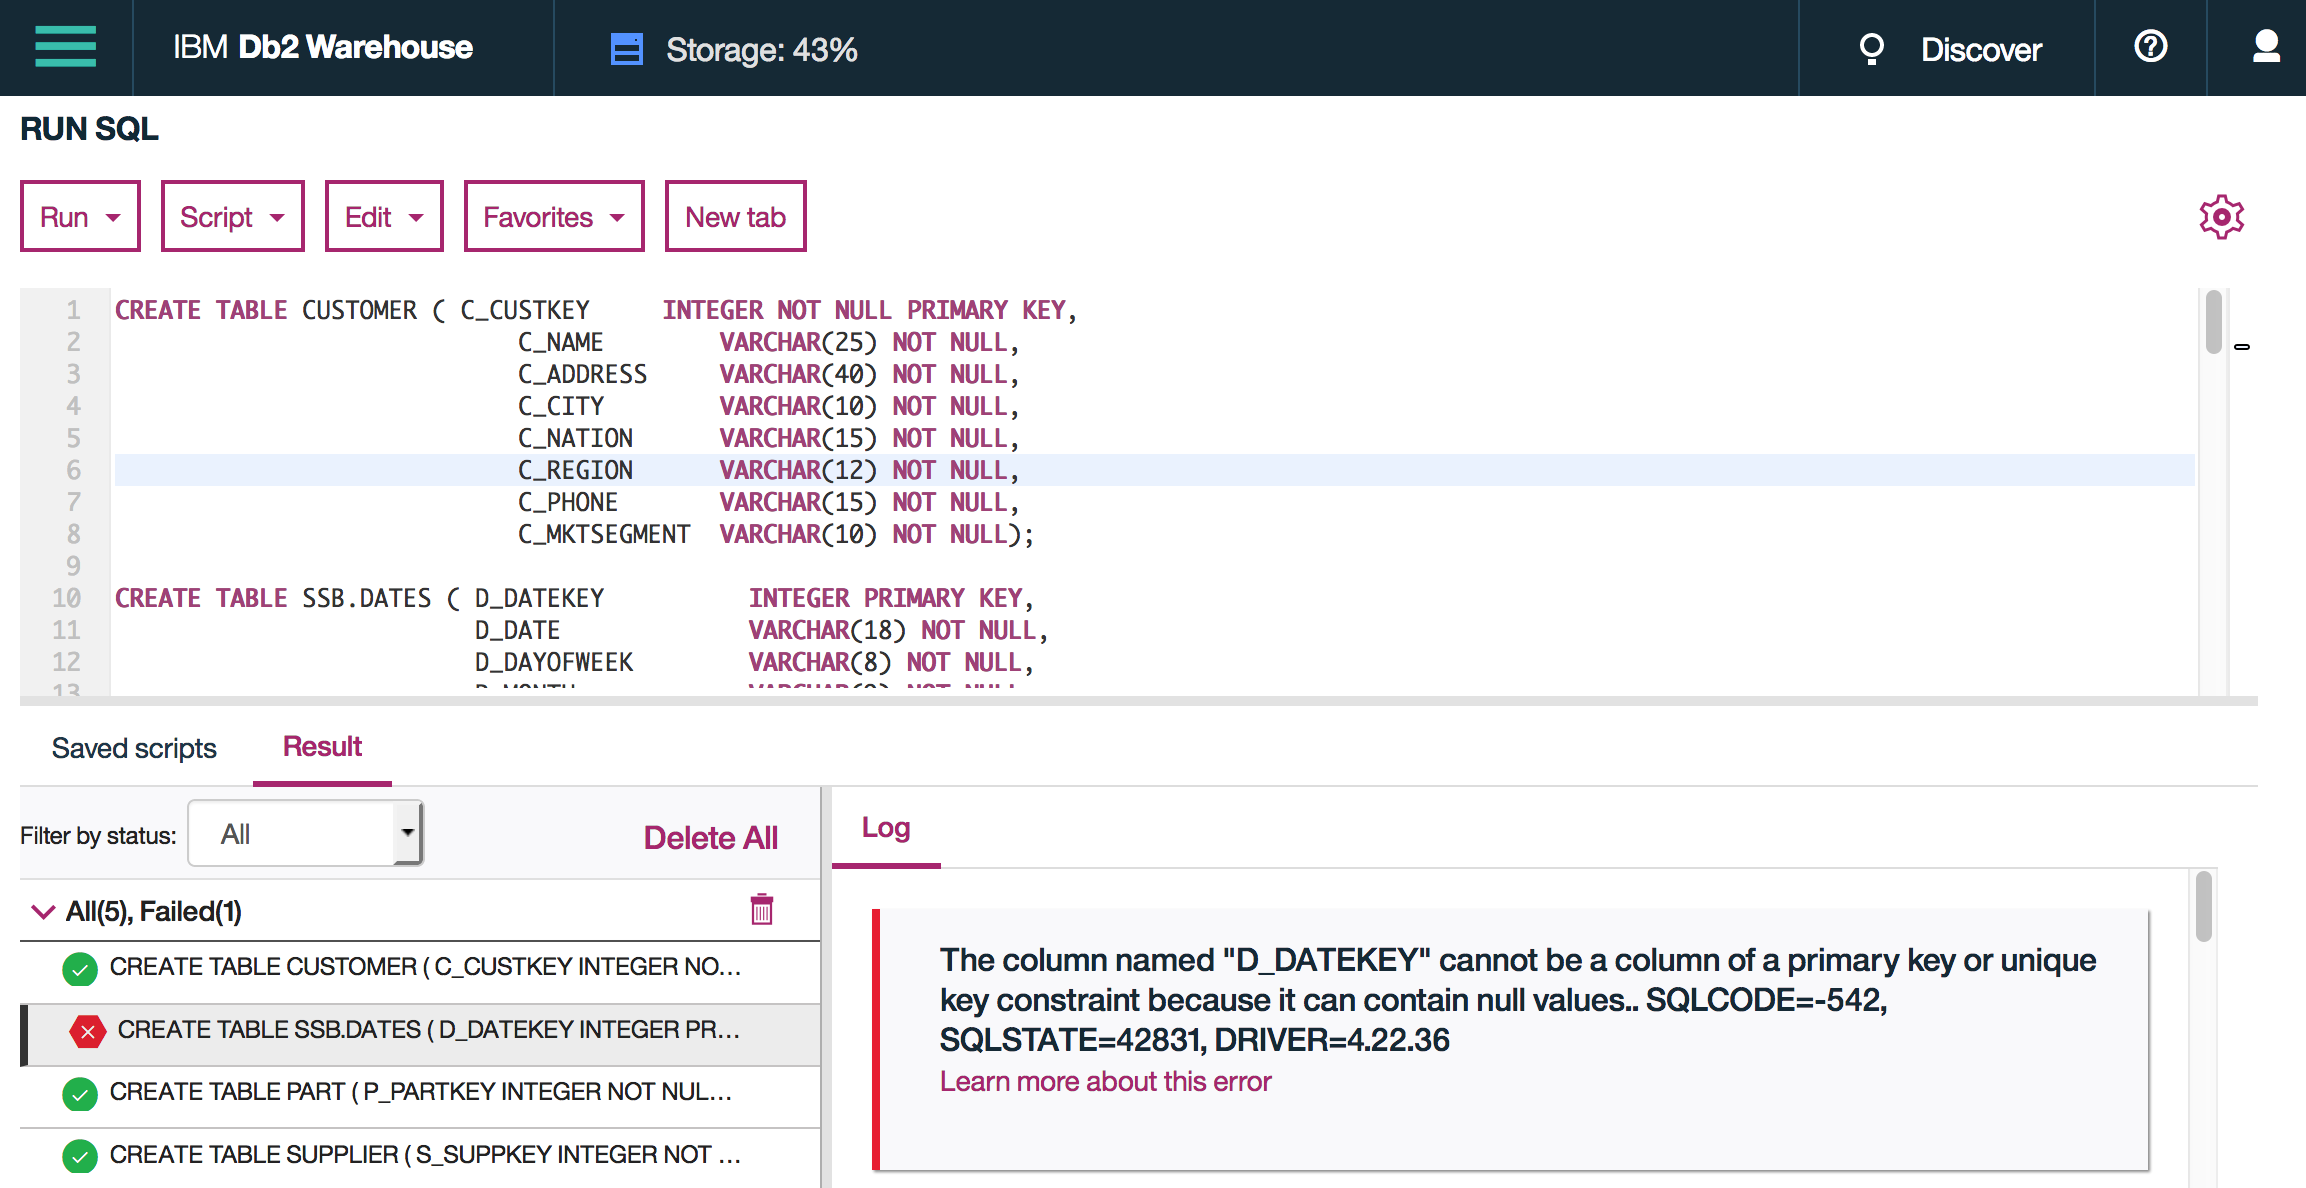 IBM Db2 Warehouse
Storage: 43%
Discover
RUN SQL
Run
Script
Edit
Favorites
New tab
1 CREATE TABLE CUSTOMER ( C_CUSTKEY INTEGER NOT NULL PRIMARY KEY,
2 C_NAME VARCHAR(25) NOT NULL,
3 C_ADDRESS VARCHAR(40) NOT NULL,
4 C_CITY VARCHAR(10) NOT NULL,
5 C_NATION VARCHAR(15) NOT NULL,
6 C_REGION VARCHAR(12) NOT NULL,
7 C_PHONE VARCHAR(15) NOT NULL,
8 C_MKTSEGMENT VARCHAR(10) NOT NULL);
9
10 CREATE TABLE SSB.DATES ( D_DATEKEY INTEGER PRIMARY KEY,
11 D_DATE VARCHAR(18) NOT NULL,
12 D_DAYOFWEEK VARCHAR(8) NOT NULL,
13 D_MONTH VARCHAR(9) NOT NULL,
Saved scripts
Result
Filter by status:
All
Delete All
Log
All(5), Failed(1)
CREATE TABLE CUSTOMER ( C_CUSTKEY INTEGER NO...
CREATE TABLE SSB.DATES ( D_DATEKEY INTEGER PR...
CREATE TABLE PART ( P_PARTKEY INTEGER NOT NUL...
CREATE TABLE SUPPLIER ( S_SUPPKEY INTEGER NOT ...
The column named "D_DATEKEY" cannot be a column of a primary key or unique
key constraint because it can contain null values.. SQLCODE=-542,
SQLSTATE=42831, DRIVER=4.22.36
Learn more about this error